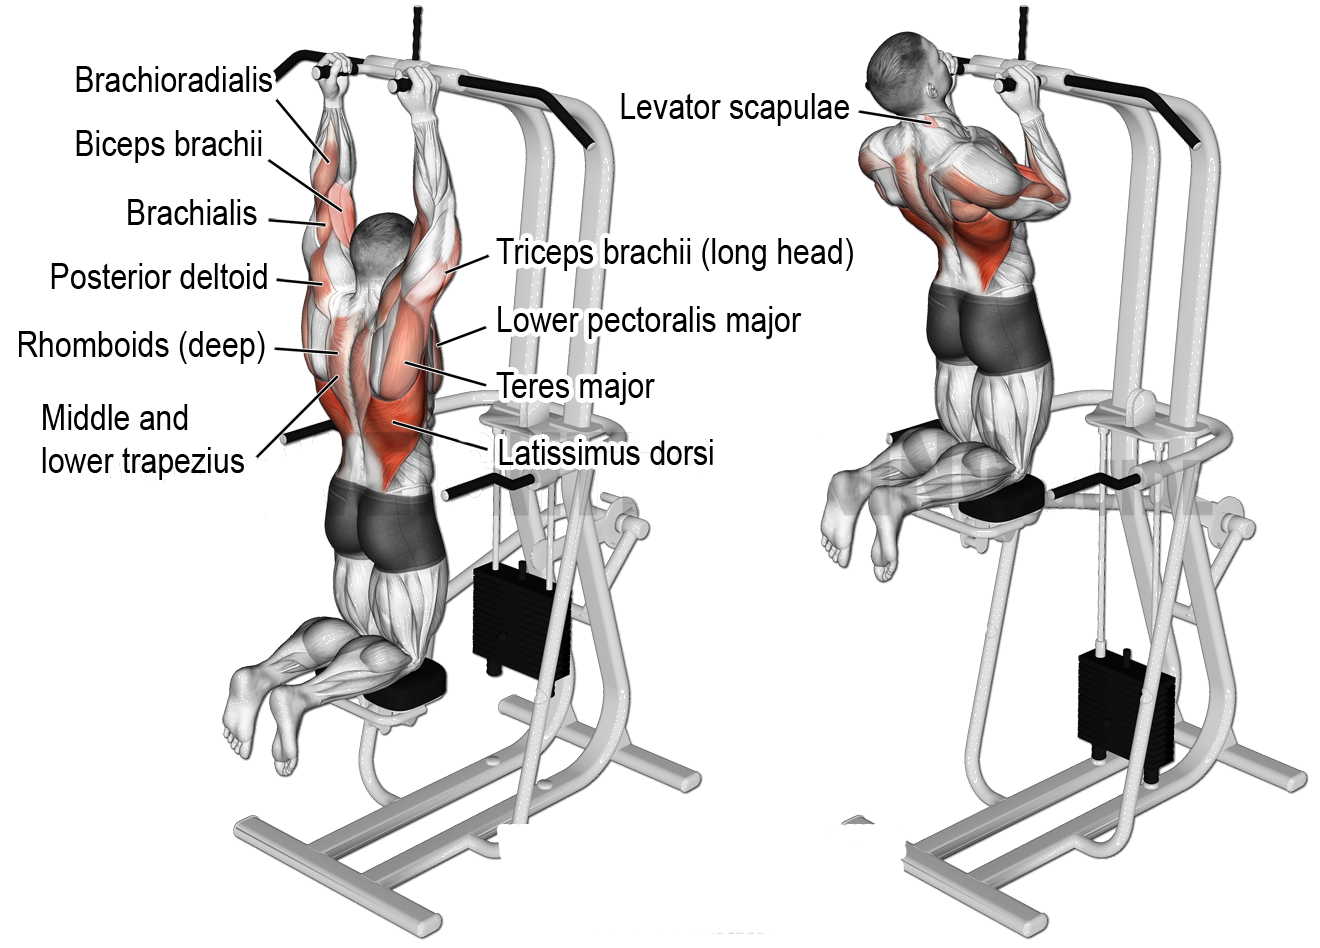 Brachioradialis
Biceps brachii
Brachialis
Posterior deltoid
Rhomboids (deep)
Middle and
lower trapezius
Triceps brachii (long head)
Lower pectoralis major
Teres major
Latissimus dorsi
Levator scapulae